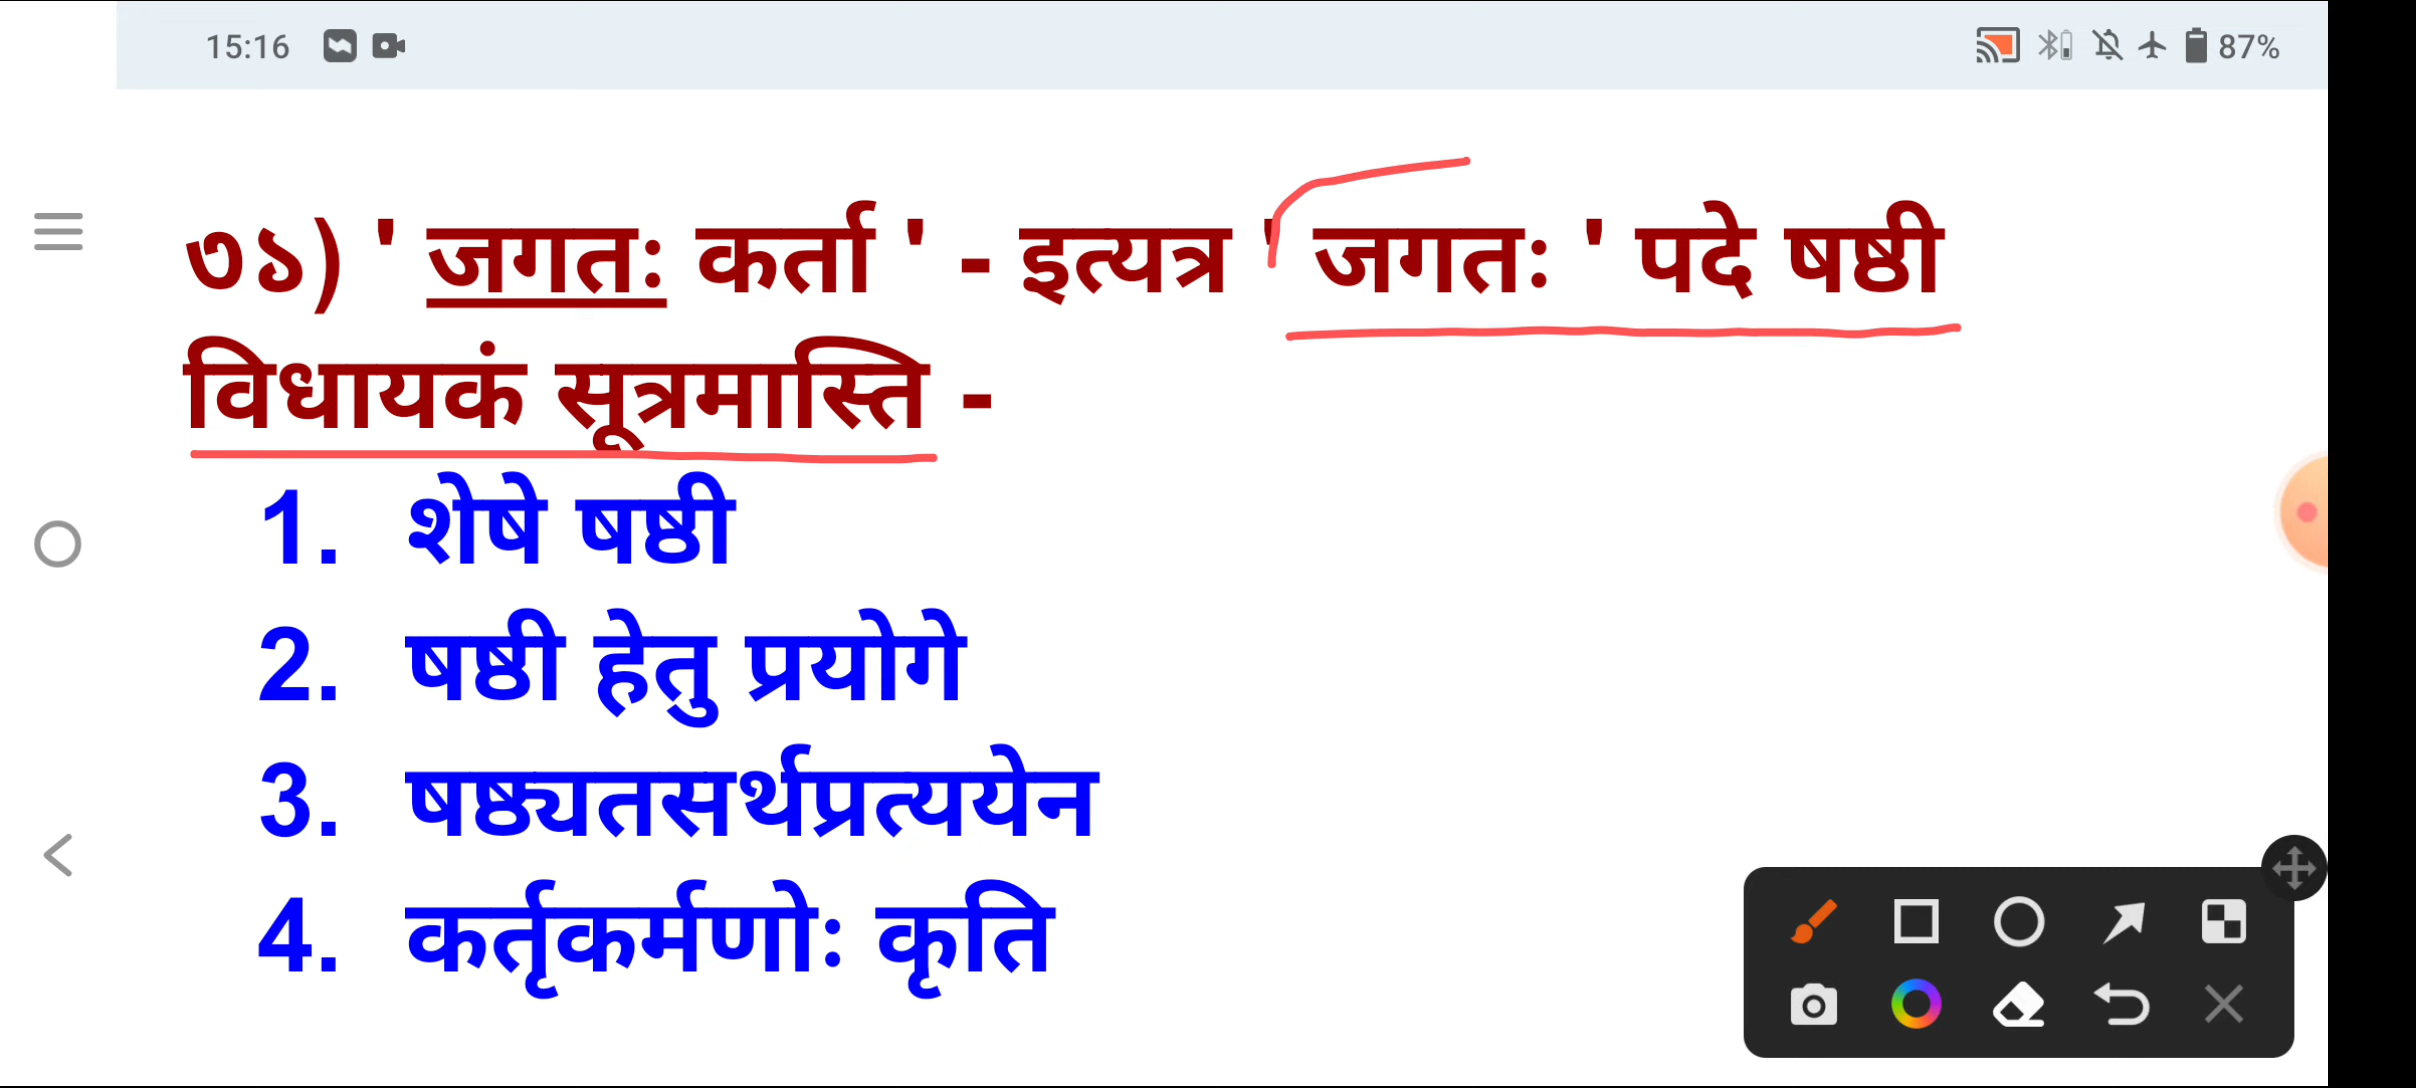 15:16 87%
७१) ' जगतः कर्ता ' - इत्यत्र ' जगतः ' पदे षष्ठी
विधायकं सूत्रमास्ति -
1. शेषे षष्ठी
2. षष्ठी हेतु प्रयोगे
3. षष्ठ्यतसर्थप्रत्ययेन
4. कर्तृकर्मणोः कृति